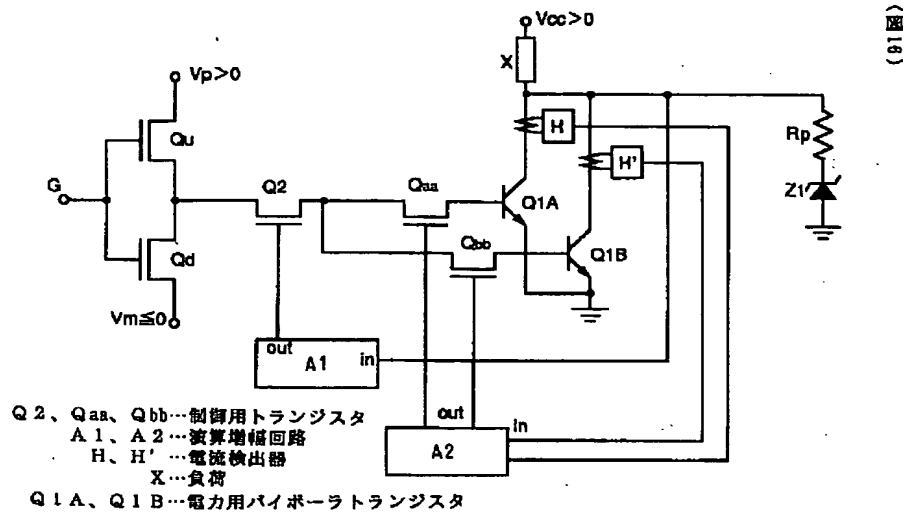 (図16)
Vcc>0
X
Vp>0
H
Rp
Qu
H'
G
Q2
Qaa
Z1
Q1A
Qbb
Q1B
Qd
Vm≦0
out
A1
in
out
in
A2
Q2、Qaa、Qbb…制御用トランジスタ
A1、A2…演算増幅回路
H、H'…電流検出器
X…負荷
Q1A、Q1B…電力用バイポーラトランジスタ